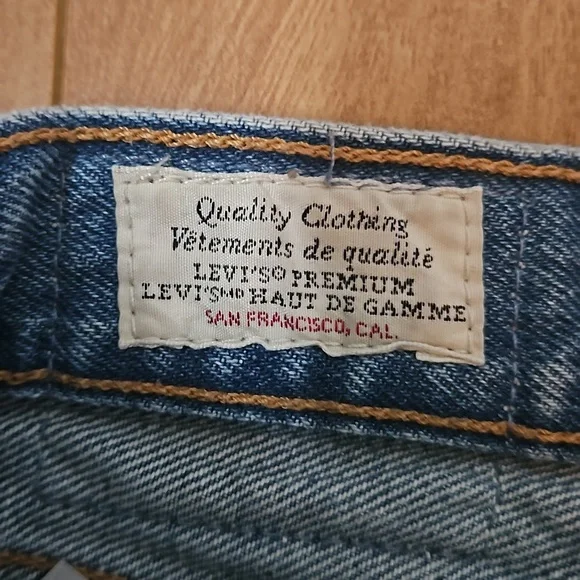 Quality Clothing
Vêtements de qualité
LEVI'S® PREMIUM
LEVI'S MD HAUT DE GAMME
SAN FRANCISCO, CAL.